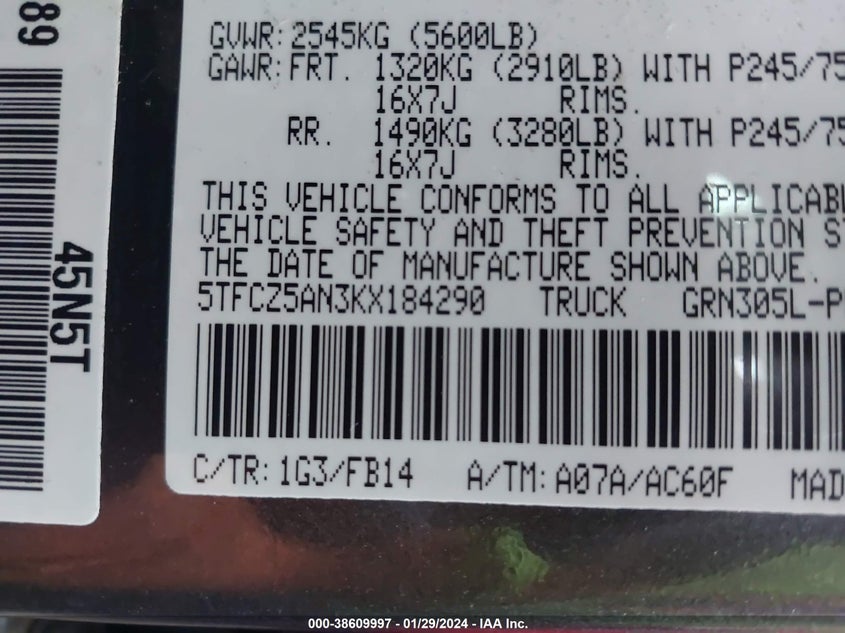 GVWR: 2545KG (5600LB)
GAWR: FRT. 1320KG (2910LB) WITH P245/75
16X7J RIMS.
RR. 1490KG (3280LB) WITH P245/75
16X7J RIMS.
THIS VEHICLE CONFORMS TO ALL
VEHICLE SAFETY AND THEFT PREVENTION
THE DATE OF MANUFACTURE SHOWN ABOVE.
5TFCZ5AN3KX184290 TRUCK GRN305L-P
C/TR: 1G3/FB14 A/TM: A07A/AC60F MAD
89
45N5T
000-38609997 - 01/29/2024 - IAA Inc.